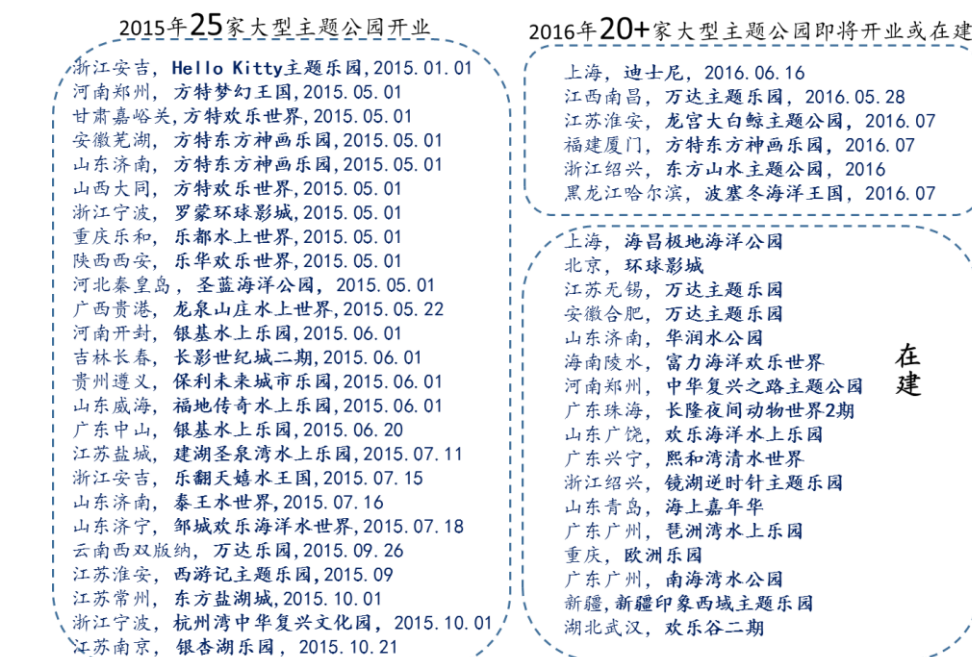 2015年25家大型主题公园开业
浙江安吉, Hello Kitty主题乐园,2015.01.01
河南郑州, 方特梦幻王国,2015.05.01
甘肃嘉峪关,方特欢乐世界,2015.05.01
安徽芜湖, 方特东方神画乐园,2015.05.01
山东济南, 方特东方神画乐园,2015.05.01
山西大同, 方特欢乐世界,2015.05.01
浙江宁波, 罗蒙环球影城,2015.05.01
重庆乐和, 乐都水上世界,2015.05.01
陕西西安, 乐华欢乐世界,2015.05.01
河北秦皇岛, 圣蓝海洋公园, 2015.05.01
广西贵港, 龙泉山庄水上世界,2015.05.22
河南开封, 银基水上乐园,2015.06.01
吉林长春, 长影世纪城二期,2015.06.01
贵州遵义, 保利未来城市乐园,2015.06.01
山东威海, 福地传奇水上乐园,2015.06.01
广东中山, 银基水上乐园,2015.06.20
江苏盐城, 建湖圣泉湾水上乐园,2015.07.11
浙江安吉, 乐翻天嬉水王国,2015.07.15
山东济南, 泰王水世界,2015.07.16
山东济宁, 邹城欢乐海洋水世界,2015.07.18
云南西双版纳, 万达乐园,2015.09.26
江苏淮安, 西游记主题乐园,2015.09
江苏常州, 东方盐湖城,2015.10.01
浙江宁波, 杭州湾中华复兴文化园, 2015.10.01
江苏南京, 银杏湖乐园, 2015.10.21
2016年20+家大型主题公园即将开业或在建
上海, 迪士尼, 2016.06.16
江西南昌, 万达主题乐园, 2016.05.28
江苏淮安, 龙宫大白鲸主题公园, 2016.07
福建厦门, 方特东方神画乐园, 2016.07
浙江绍兴, 东方山水主题公园, 2016
黑龙江哈尔滨, 波塞冬海洋王国, 2016.07
上海, 海昌极地海洋公园
北京, 环球影城
江苏无锡, 万达主题乐园
安徽合肥, 万达主题乐园
山东济南, 华润水公园
海南陵水, 富力海洋欢乐世界
河南郑州, 中华复兴之路主题公园
广东珠海, 长隆夜间动物世界2期
山东广饶, 欢乐海洋水上乐园
广东兴宁, 熙和湾清水世界
浙江绍兴, 镜湖逆时针主题乐园
山东青岛, 海上嘉年华
广东广州, 琶洲湾水上乐园
重庆, 欧洲乐园
广东广州, 南海湾水公园
新疆,新疆印象西域主题乐园
湖北武汉, 欢乐谷二期
在建